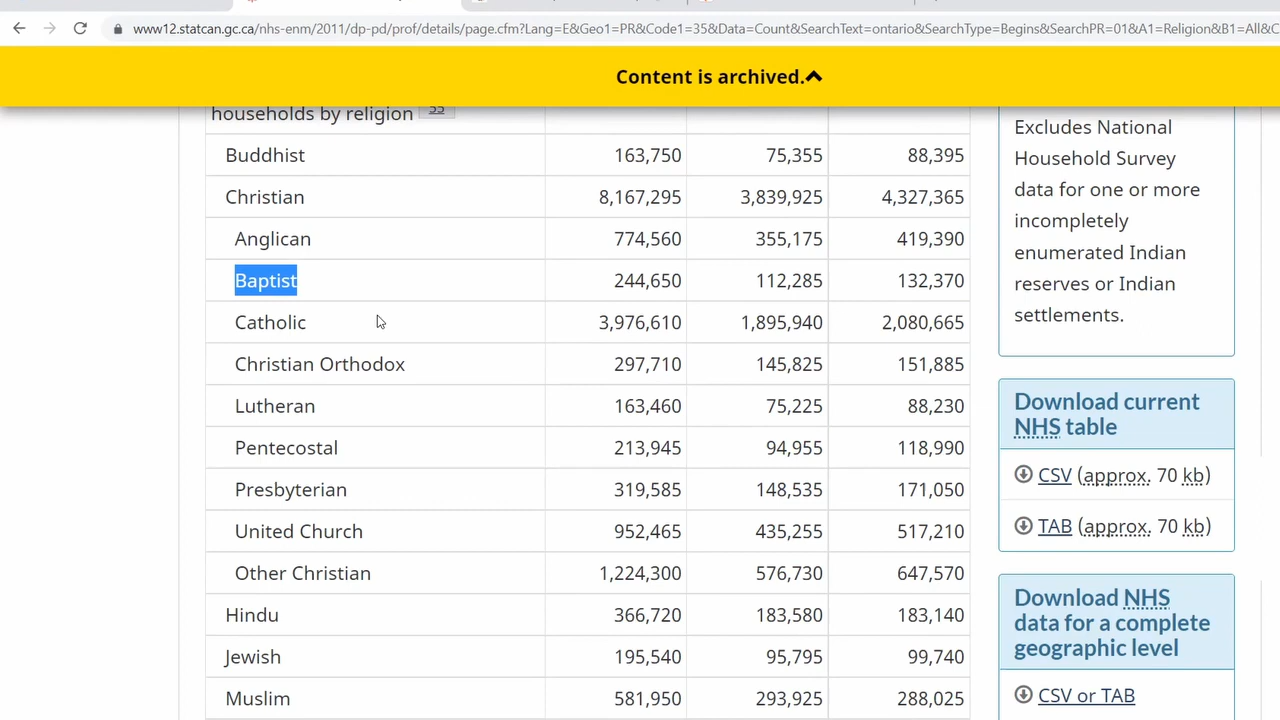 www12.statcan.gc.ca/nhs-enm/2011/dp-pd/prof/details/page.cfm?Lang=E&Geo1=PR&Code1=35&Data=Count&SearchText=ontario&SearchType=Begins&SearchPR=01&A1=Religion&B1=All&C
Content is archived.
households by religion 55
Buddhist 163,750 75,355 88,395
Christian 8,167,295 3,839,925 4,327,365
Anglican 774,560 355,175 419,390
Baptist 244,650 112,285 132,370
Catholic 3,976,610 1,895,940 2,080,665
Christian Orthodox 297,710 145,825 151,885
Lutheran 163,460 75,225 88,230
Pentecostal 213,945 94,955 118,990
Presbyterian 319,585 148,535 171,050
United Church 952,465 435,255 517,210
Other Christian 1,224,300 576,730 647,570
Hindu 366,720 183,580 183,140
Jewish 195,540 95,795 99,740
Muslim 581,950 293,925 288,025
Excludes National
Household Survey
data for one or more
incompletely
enumerated Indian
reserves or Indian
settlements.
Download current
NHS table
CSV (approx. 70 kb)
TAB (approx. 70 kb)
Download NHS
data for a complete
geographic level
CSV or TAB